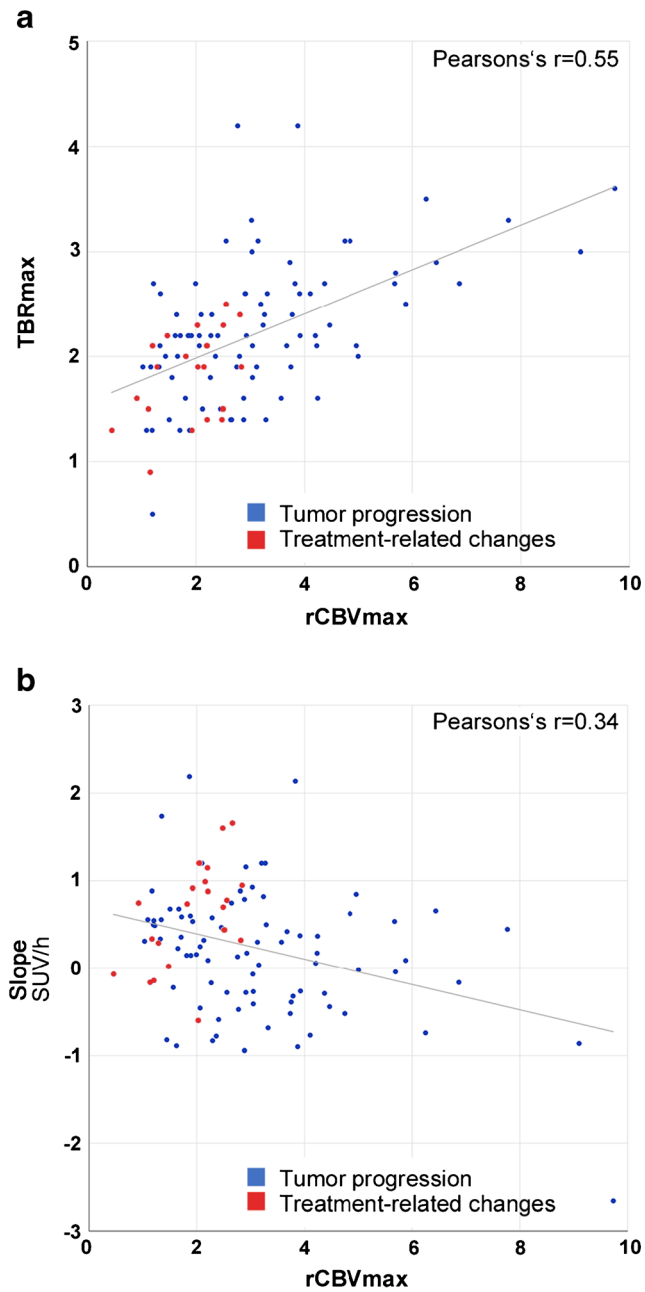 a
Pearsons‘s r=0.55
5
4
3
2
1
0
TBRmax
Tumor progression
Treatment-related changes
0 2 4 6 8 10
rCBVmax
b
Pearsons‘s r=0.34
3
2
1
0
-1
-2
-3
Slope
SUV/h
Tumor progression
Treatment-related changes
0 2 4 6 8 10
rCBVmax